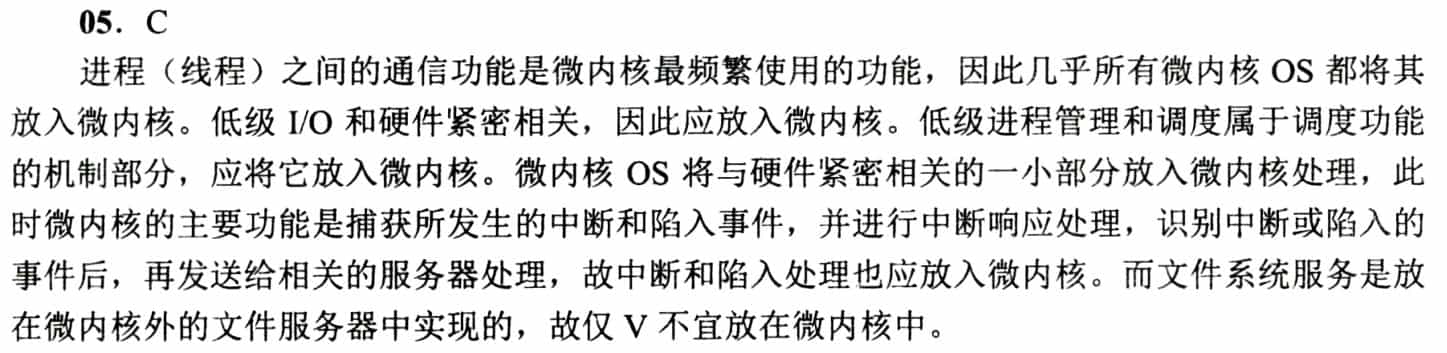 05. C
进程（线程）之间的通信功能是微内核最频繁使用的功能，因此几乎所有微内核 OS 都将其
放入微内核。低级 I/O 和硬件紧密相关，因此应放入微内核。低级进程管理和调度属于调度功能
的机制部分，应将它放入微内核。微内核 OS 将与硬件紧密相关的一小部分放入微内核处理，此
时微内核的主要功能是捕获所发生的中断和陷入事件，并进行中断响应处理，识别中断或陷入的
事件后，再发送给相关的服务器处理，故中断和陷入处理也应放入微内核。而文件系统服务是放
在微内核外的文件服务器中实现的，故仅 V 不宜放在微内核中。